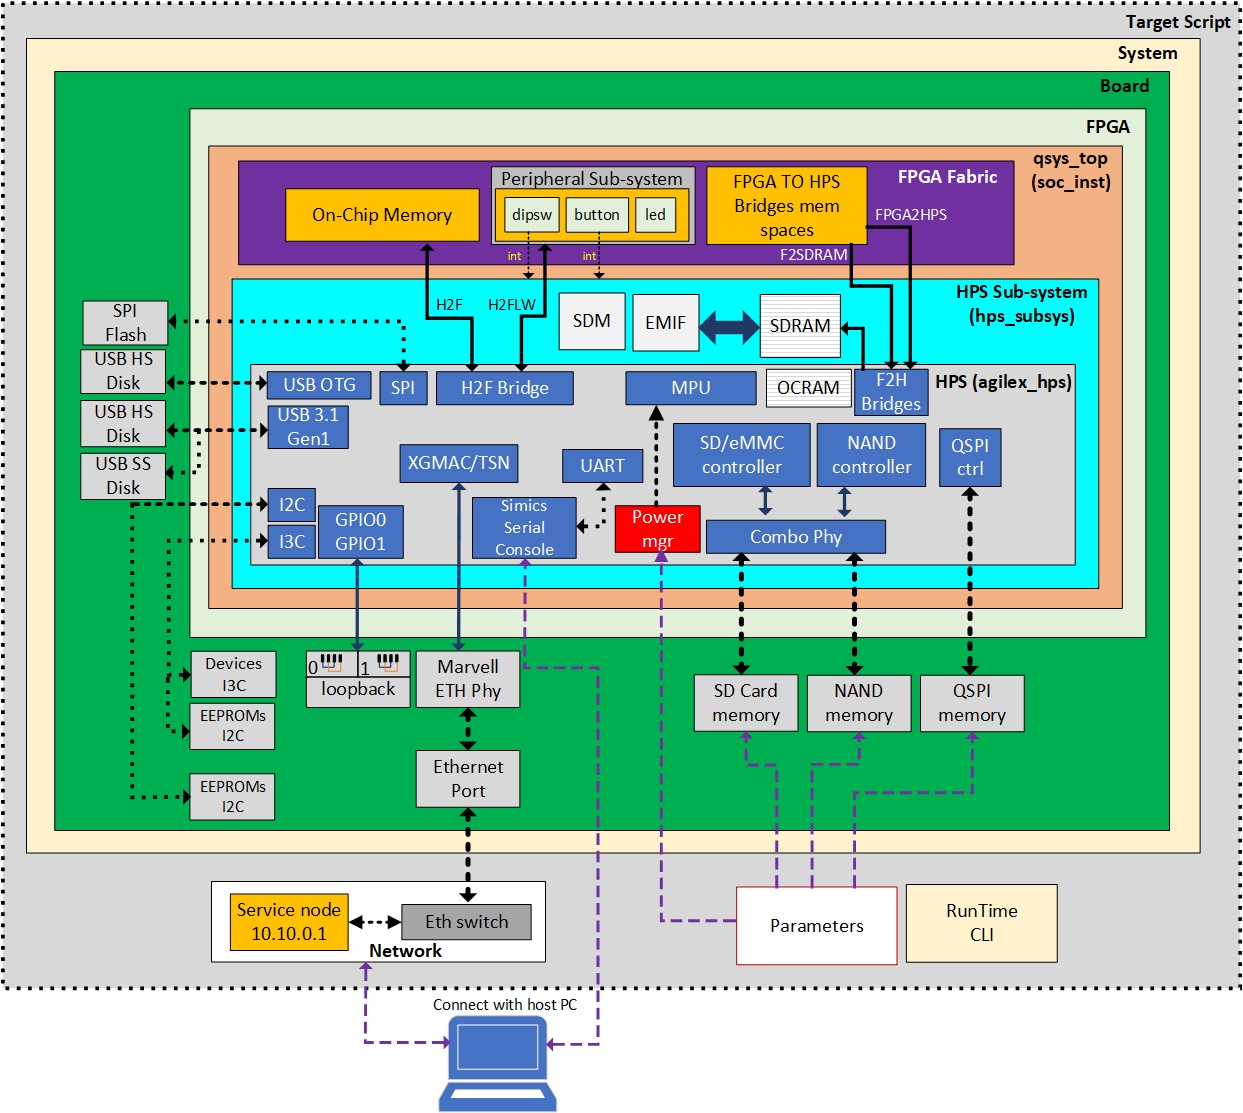 Target Script
System
Board
FPGA
qsys_top
(soc_inst)
FPGA Fabric
On-Chip Memory
Peripheral Sub-system
dipsw
button
led
FPGA TO HPS
Bridges mem
spaces
FPGA2HPS
F2SDRAM
int
int
H2F
H2FLW
HPS Sub-system
(hps_subsys)
SDM
EMIF
SDRAM
SPI
Flash
USB HS
Disk
USB HS
Disk
USB SS
Disk
HPS (agilex_hps)
USB OTG
SPI
H2F Bridge
MPU
OCRAM
F2H
Bridges
USB 3.1
Gen1
XGMAC/TSN
UART
SD/eMMC
controller
NAND
controller
QSPI
ctrl
I2C
I3C
GPIO0
GPIO1
Simics
Serial
Console
Power
mgr
Combo Phy
Devices
I3C
EEPROMs
I2C
EEPROMs
I2C
0
1
loopback
Marvell
ETH Phy
Ethernet
Port
SD Card
memory
NAND
memory
QSPI
memory
Service node
10.10.0.1
Eth switch
Network
Parameters
RunTime
CLI
Connect with host PC